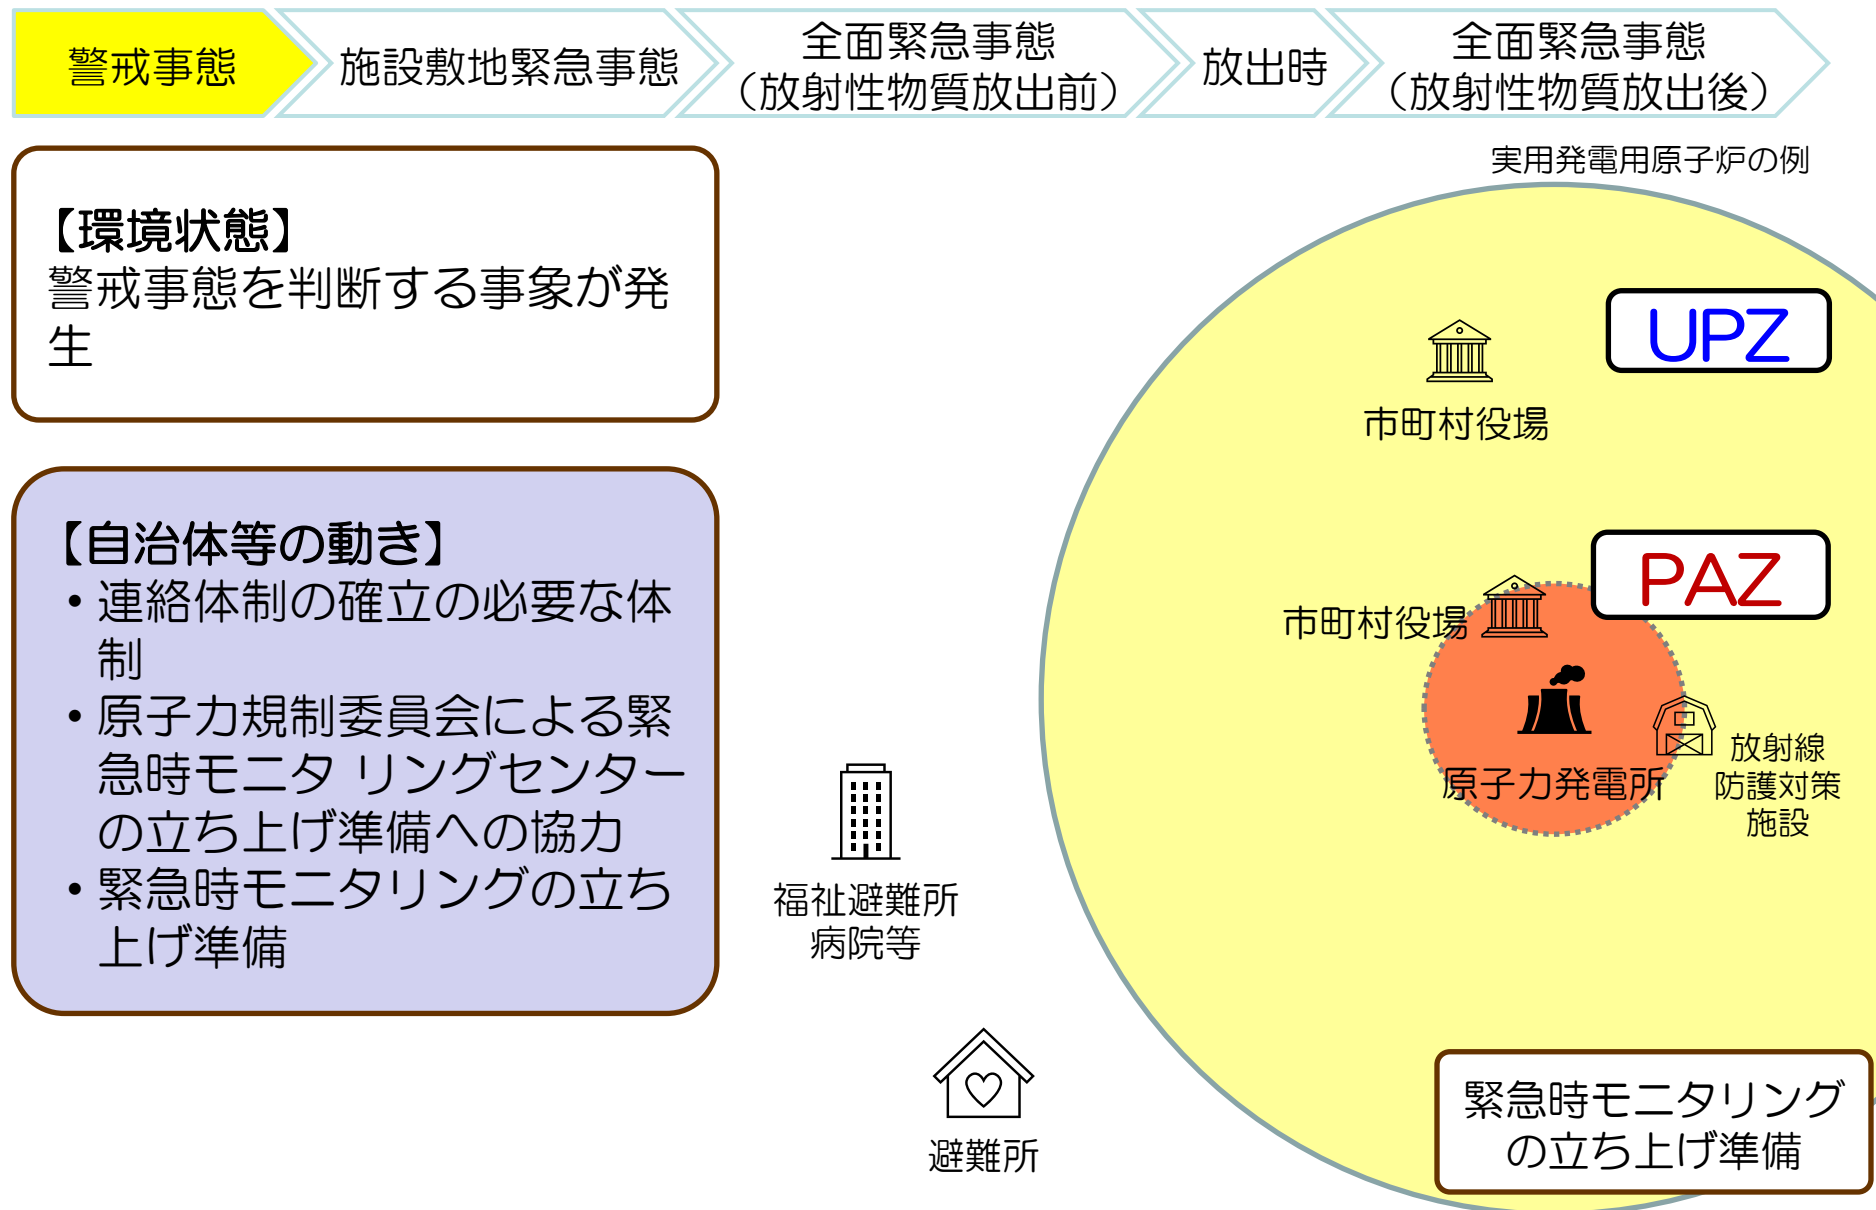 警戒事態
施設敷地緊急事態
全面緊急事態
（放射性物質放出前）
放出時
全面緊急事態
（放射性物質放出後）
実用発電用原子炉の例
【環境状態】
警戒事態を判断する事象が発
生
【自治体等の動き】
• 連絡体制の確立の必要な体
制
• 原子力規制委員会による緊
急時モニタ リングセンター
の立ち上げ準備への協力
• 緊急時モニタリングの立ち
上げ準備
UPZ
市町村役場
PAZ
市町村役場
原子力発電所
放射線
防護対策
施設
福祉避難所
病院等
避難所
緊急時モニタリング
の立ち上げ準備